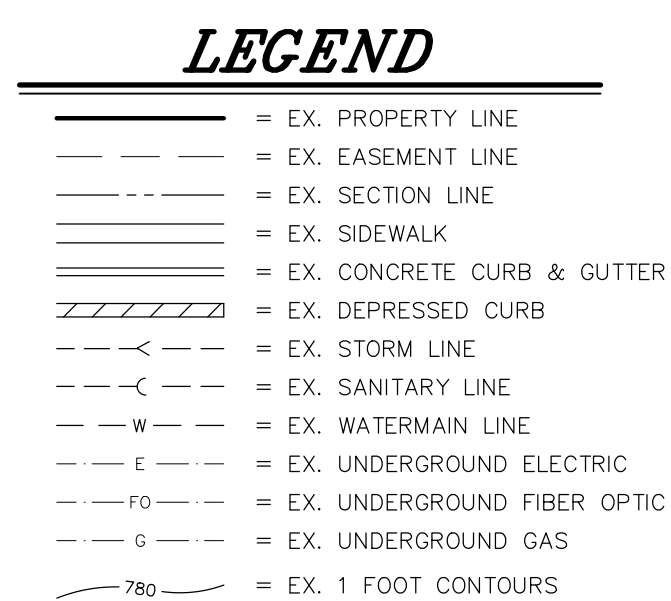 LEGEND
= EX. PROPERTY LINE
= EX. EASEMENT LINE
= EX. SECTION LINE
= EX. SIDEWALK
= EX. CONCRETE CURB & GUTTER
= EX. DEPRESSED CURB
= EX. STORM LINE
= EX. SANITARY LINE
W = EX. WATERMAIN LINE
E = EX. UNDERGROUND ELECTRIC
FO = EX. UNDERGROUND FIBER OPTIC
G = EX. UNDERGROUND GAS
780 = EX. 1 FOOT CONTOURS